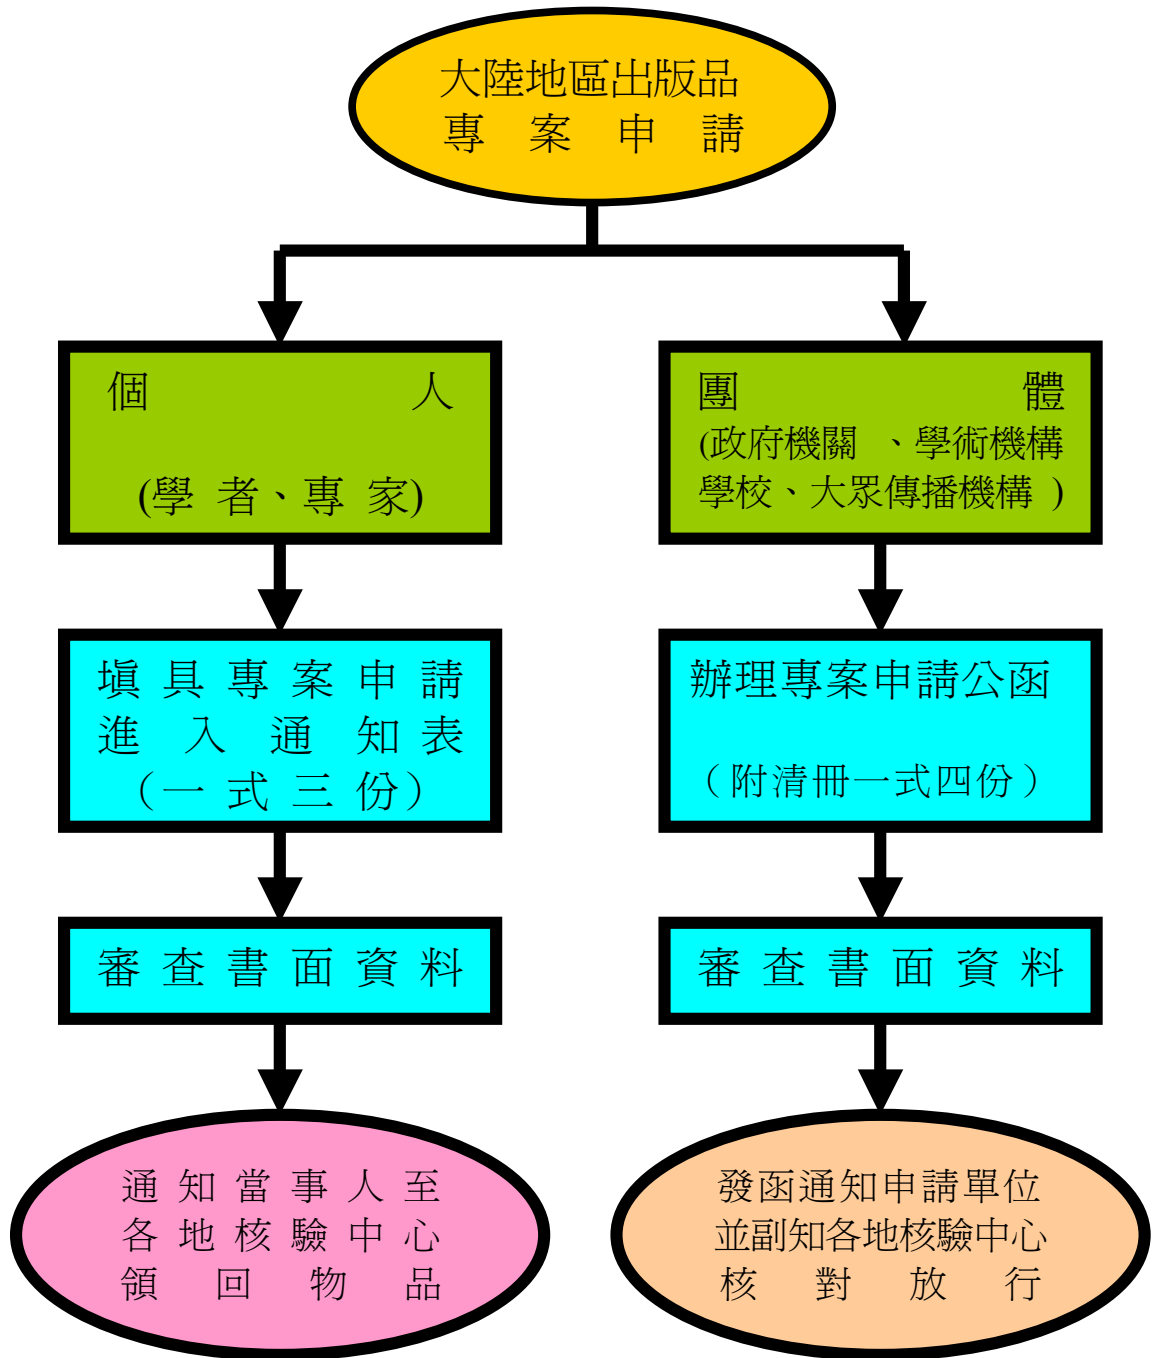 大陸地區出版品
專案申請
個人
(學者、專家)
填具專案申請
進入通知表
（一式三份）
審查書面資料
通知當事人至
各地核驗中心
領回物品
團體
(政府機關、學術機構
學校、大眾傳播機構)
辦理專案申請公函
（附清冊一式四份）
審查書面資料
發函通知申請單位
並副知各地核驗中心
核對放行